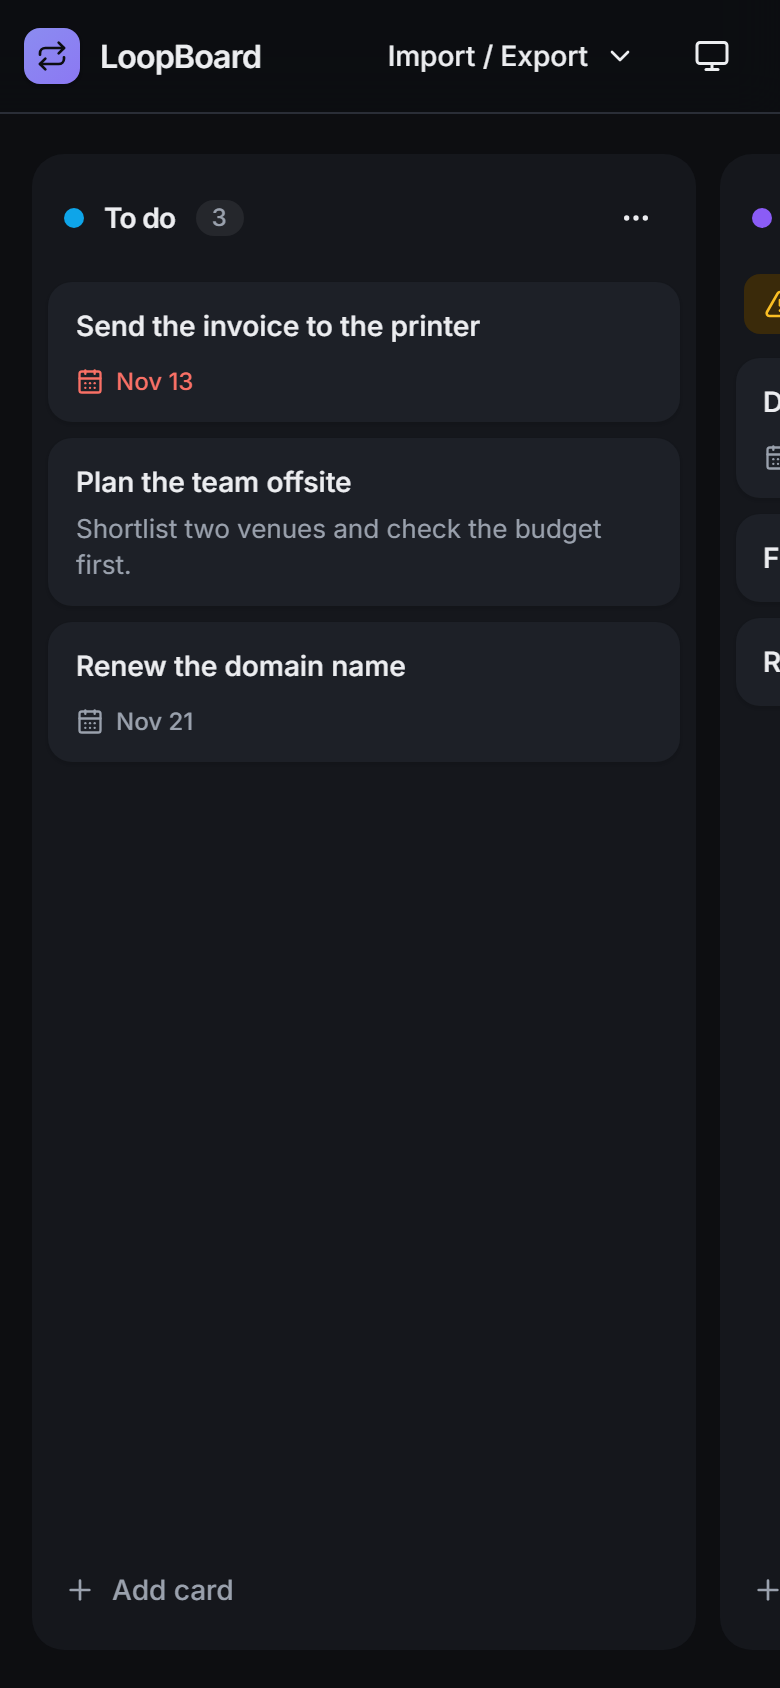 LoopBoard
Import / Export
To do 3
Send the invoice to the printer
Nov 13
Plan the team offsite
Shortlist two venues and check the budget
first.
Renew the domain name
Nov 21
Add card